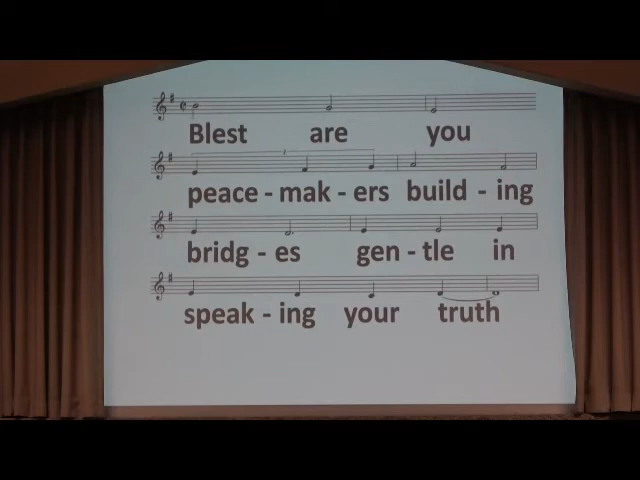 Blest are you
peace - mak - ers build - ing
bridg - es gen - tle in
speak - ing your truth